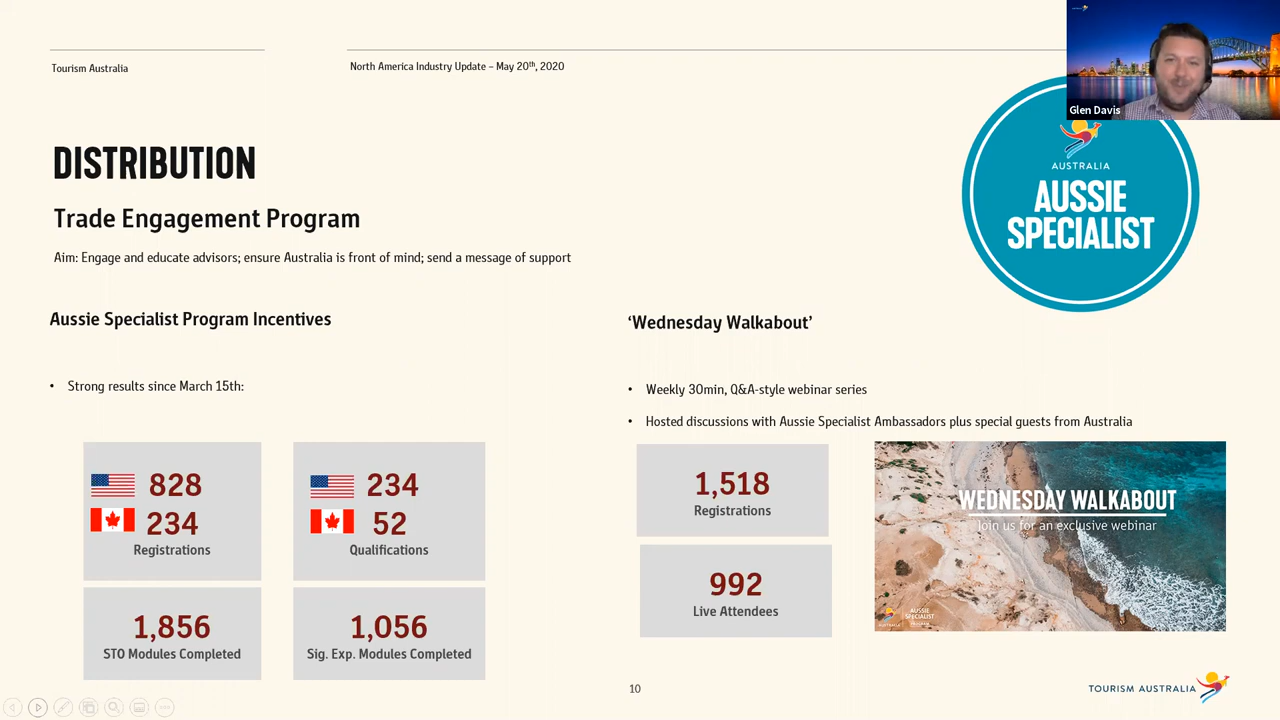 Tourism Australia
North America Industry Update – May 20th, 2020
Glen Davis
AUSTRALIA
AUSSIE
SPECIALIST
DISTRIBUTION
Trade Engagement Program
Aim: Engage and educate advisors; ensure Australia is front of mind; send a message of support
Aussie Specialist Program Incentives
• Strong results since March 15th:
828
234
Registrations
234
52
Qualifications
1,856
STO Modules Completed
1,056
Sig. Exp. Modules Completed
‘Wednesday Walkabout’
• Weekly 30min, Q&A-style webinar series
• Hosted discussions with Aussie Specialist Ambassadors plus special guests from Australia
1,518
Registrations
992
Live Attendees
WEDNESDAY WALKABOUT
Join us for an exclusive webinar
AUSSIE
SPECIALIST
10
TOURISM AUSTRALIA